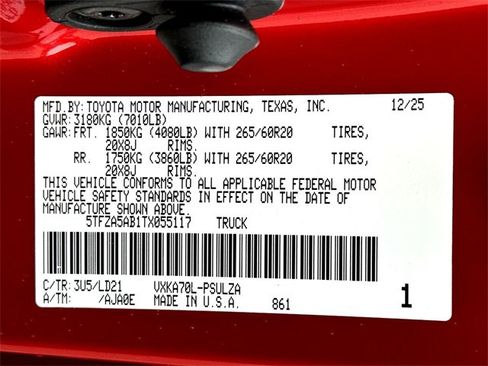 MFD.BY: TOYOTA MOTOR MANUFACTURING, TEXAS, INC. 12/25
GVWR: 3180KG (7010LB)
GAWR: FRT. 1850KG (4080LB) WITH 265/60R20 TIRES,
20X8J RIMS.
RR. 1750KG (3860LB) WITH 265/60R20 TIRES,
20X8J RIMS.
THIS VEHICLE CONFORMS TO ALL APPLICABLE FEDERAL MOTOR
VEHICLE SAFETY STANDARDS IN EFFECT ON THE DATE OF
MANUFACTURE SHOWN ABOVE.
5TFZA5AB1TX055117 TRUCK
C/TR: 3U5/LD21 VXKA70L-PSULZA
A/TM: /AJA0E MADE IN U.S.A. 861 1